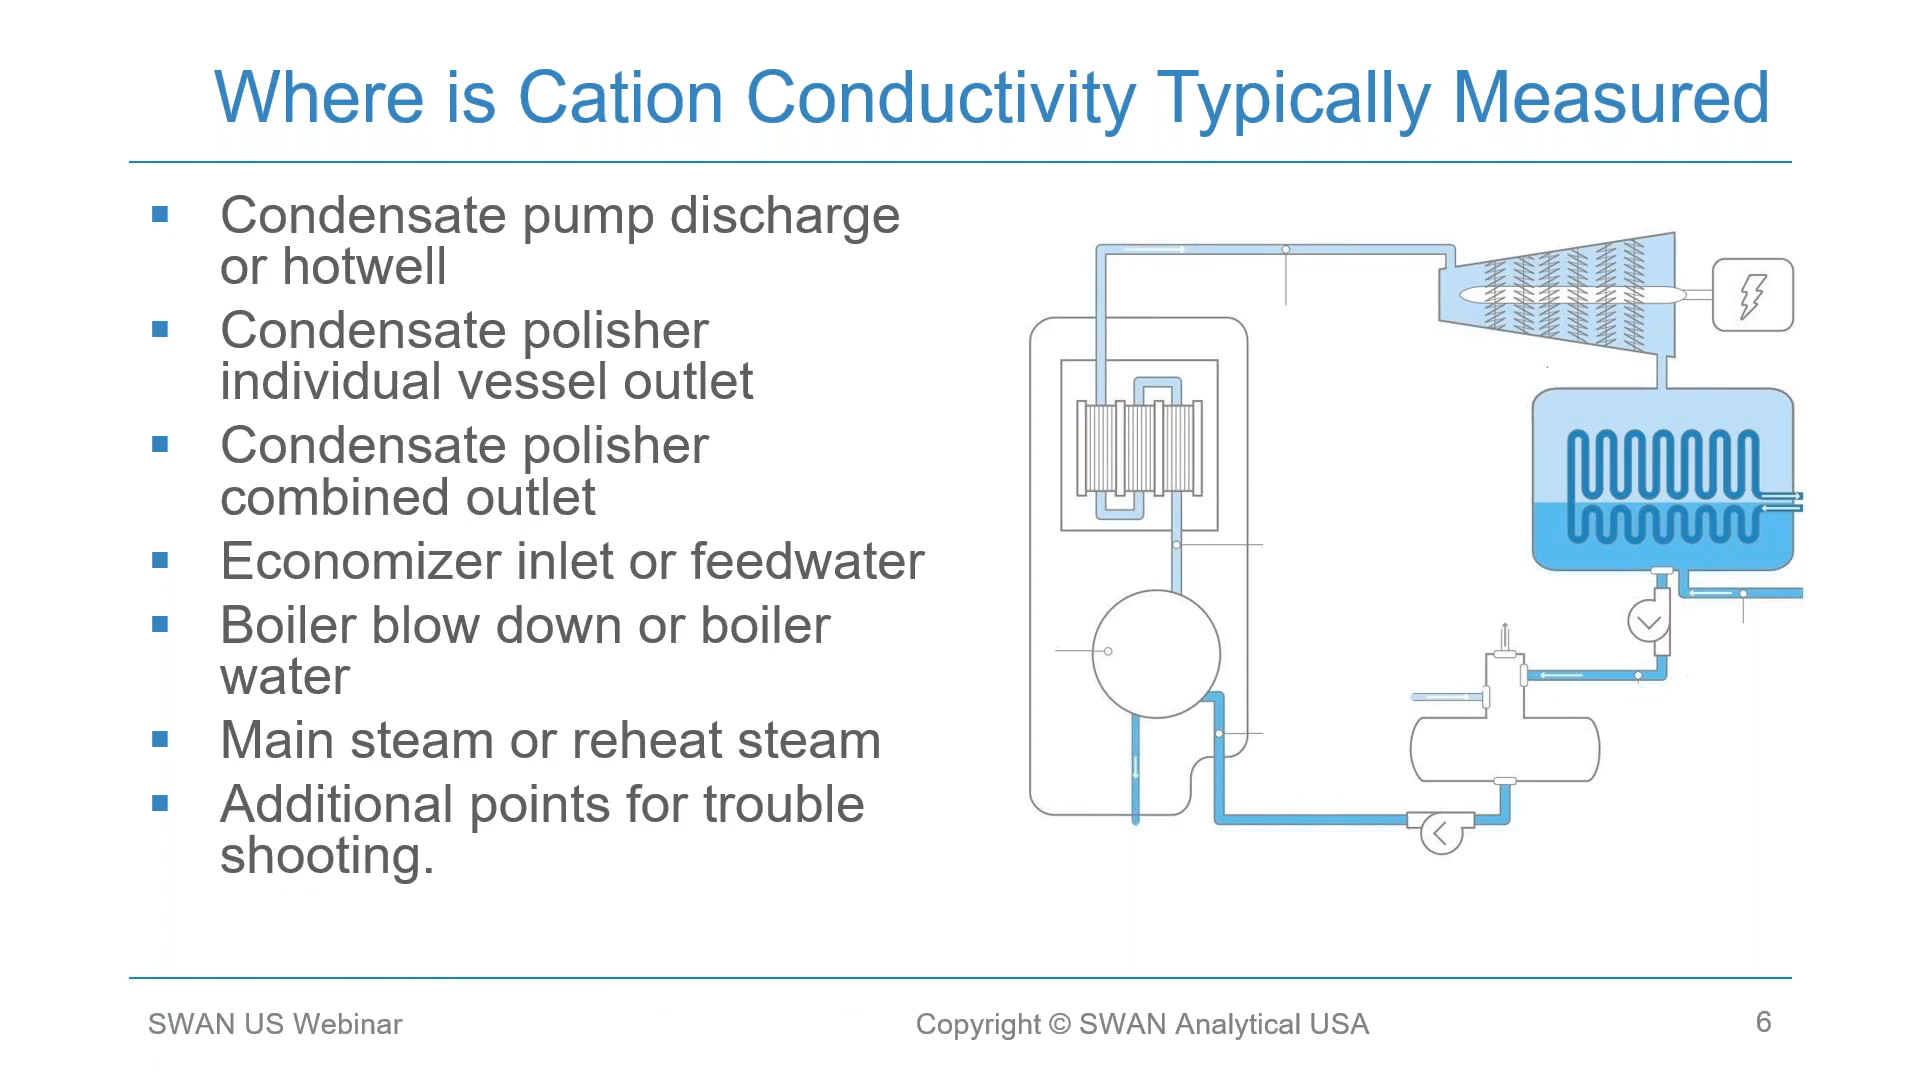 Where is Cation Conductivity Typically Measured
Condensate pump discharge
or hotwell
Condensate polisher
individual vessel outlet
Condensate polisher
combined outlet
Economizer inlet or feedwater
Boiler blow down or boiler
water
Main steam or reheat steam
Additional points for trouble
shooting.
SWAN US Webinar
Copyright © SWAN Analytical USA
6